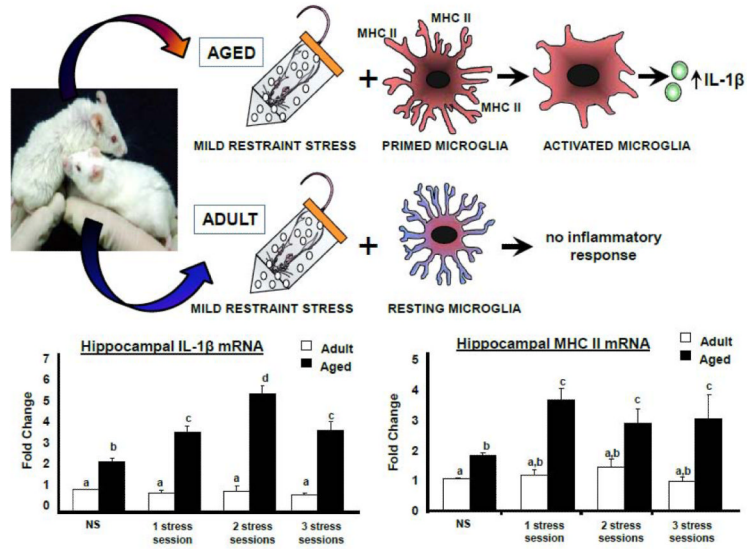 AGED
MHC II
MHC II
MHC II
↑ IL-1β
MILD RESTRAINT STRESS
PRIMED MICROGLIA
ACTIVATED MICROGLIA
ADULT
no inflammatory
response
MILD RESTRAINT STRESS
RESTING MICROGLIA
Hippocampal IL-1β mRNA
Adult
Aged
Fold Change
7
6
5
4
3
2
1
0
a
b
a
c
a
d
a
c
NS
1 stress
session
2 stress
sessions
3 stress
sessions
Hippocampal MHC II mRNA
Adult
Aged
Fold Change
5
4
3
2
1
0
a
b
a,b
c
a,b
c
a,b
c
NS
1 stress
session
2 stress
sessions
3 stress
sessions